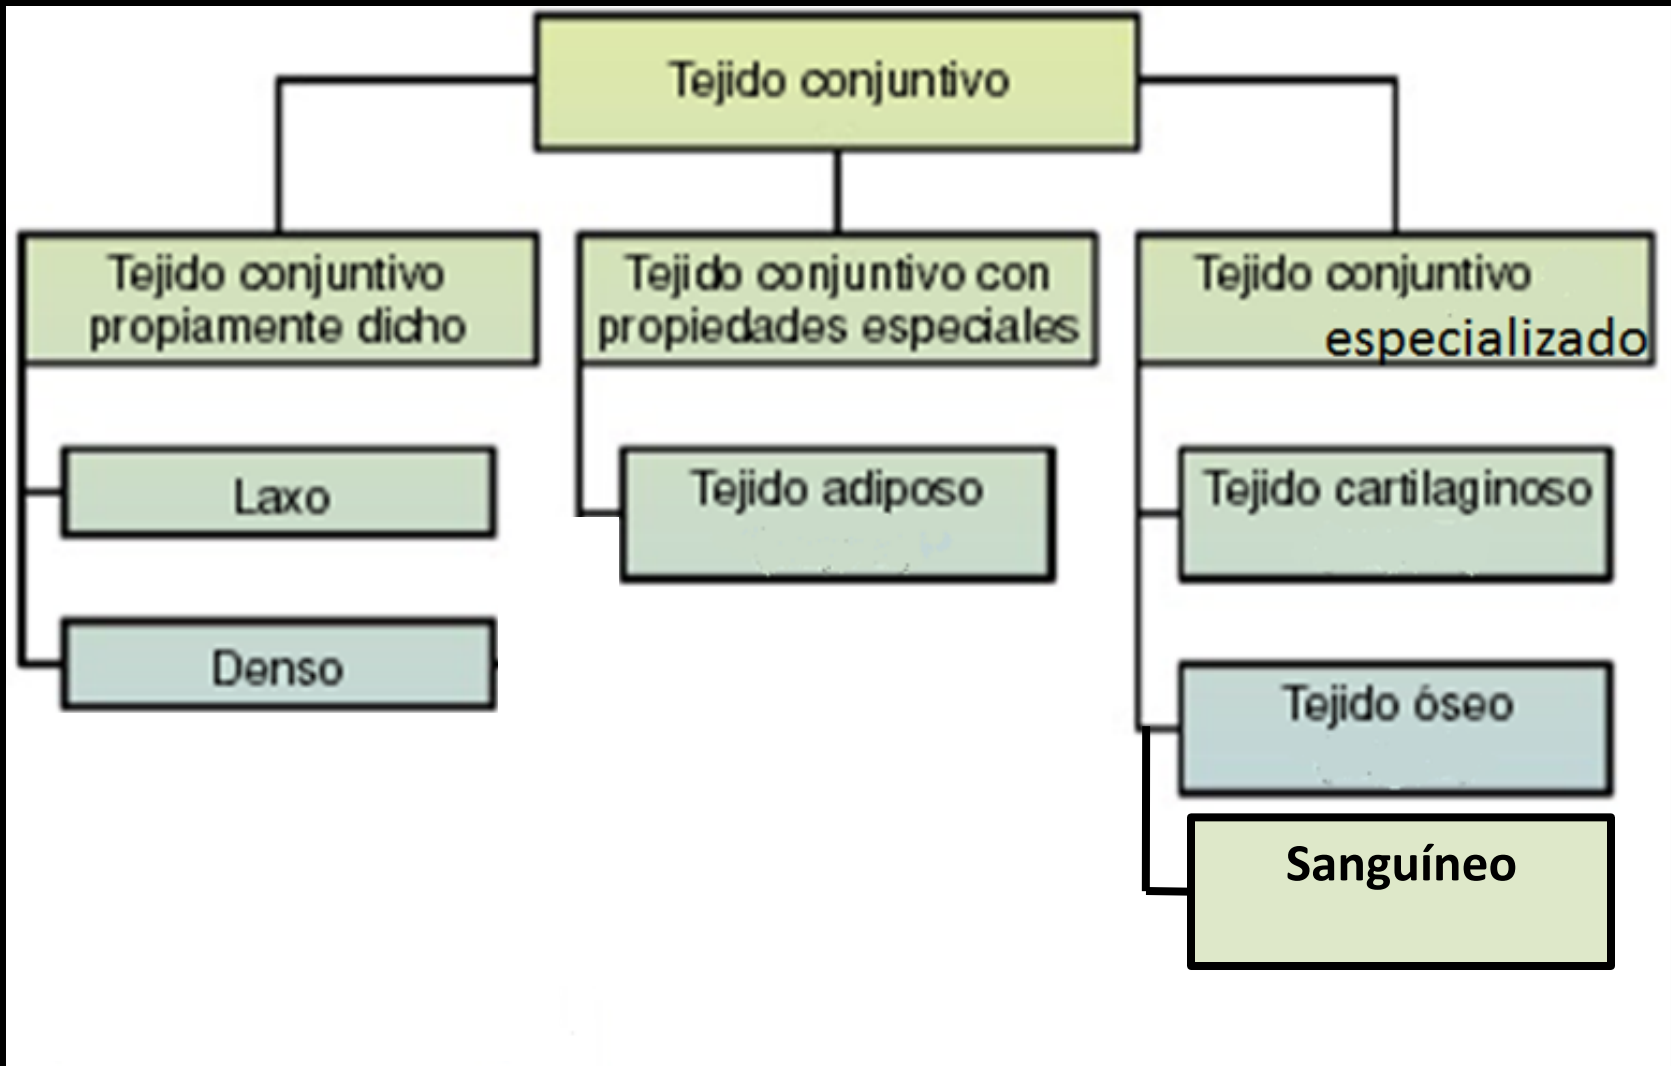 Tejido conjuntivo
Tejido conjuntivo
propiamente dicho
Laxo
Denso
Tejido conjuntivo con
propiedades especiales
Tejido adiposo
Tejido conjuntivo
especializado
Tejido cartilaginoso
Tejido óseo
Sanguíneo